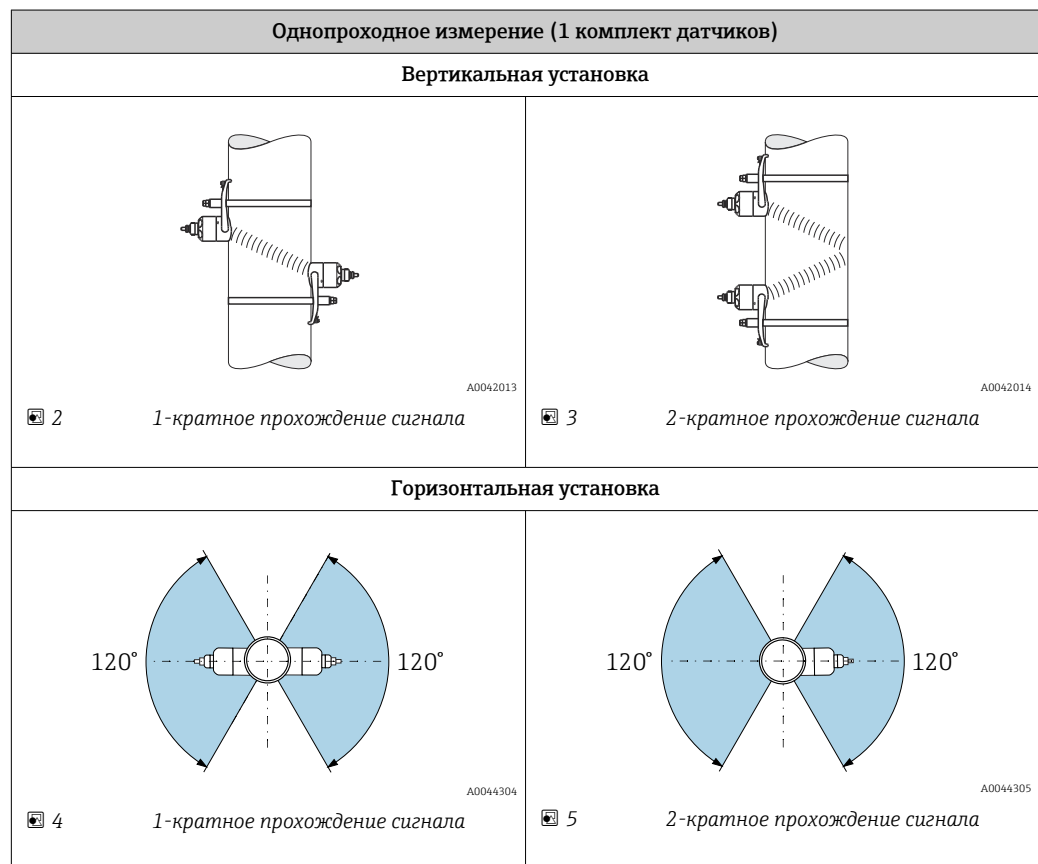 Однопроходное измерение (1 комплект датчиков)
Вертикальная установка
A0042013
2 1-кратное прохождение сигнала
A0042014
3 2-кратное прохождение сигнала
Горизонтальная установка
120° 120°
A0044304
4 1-кратное прохождение сигнала
120° 120°
A0044305
5 2-кратное прохождение сигнала